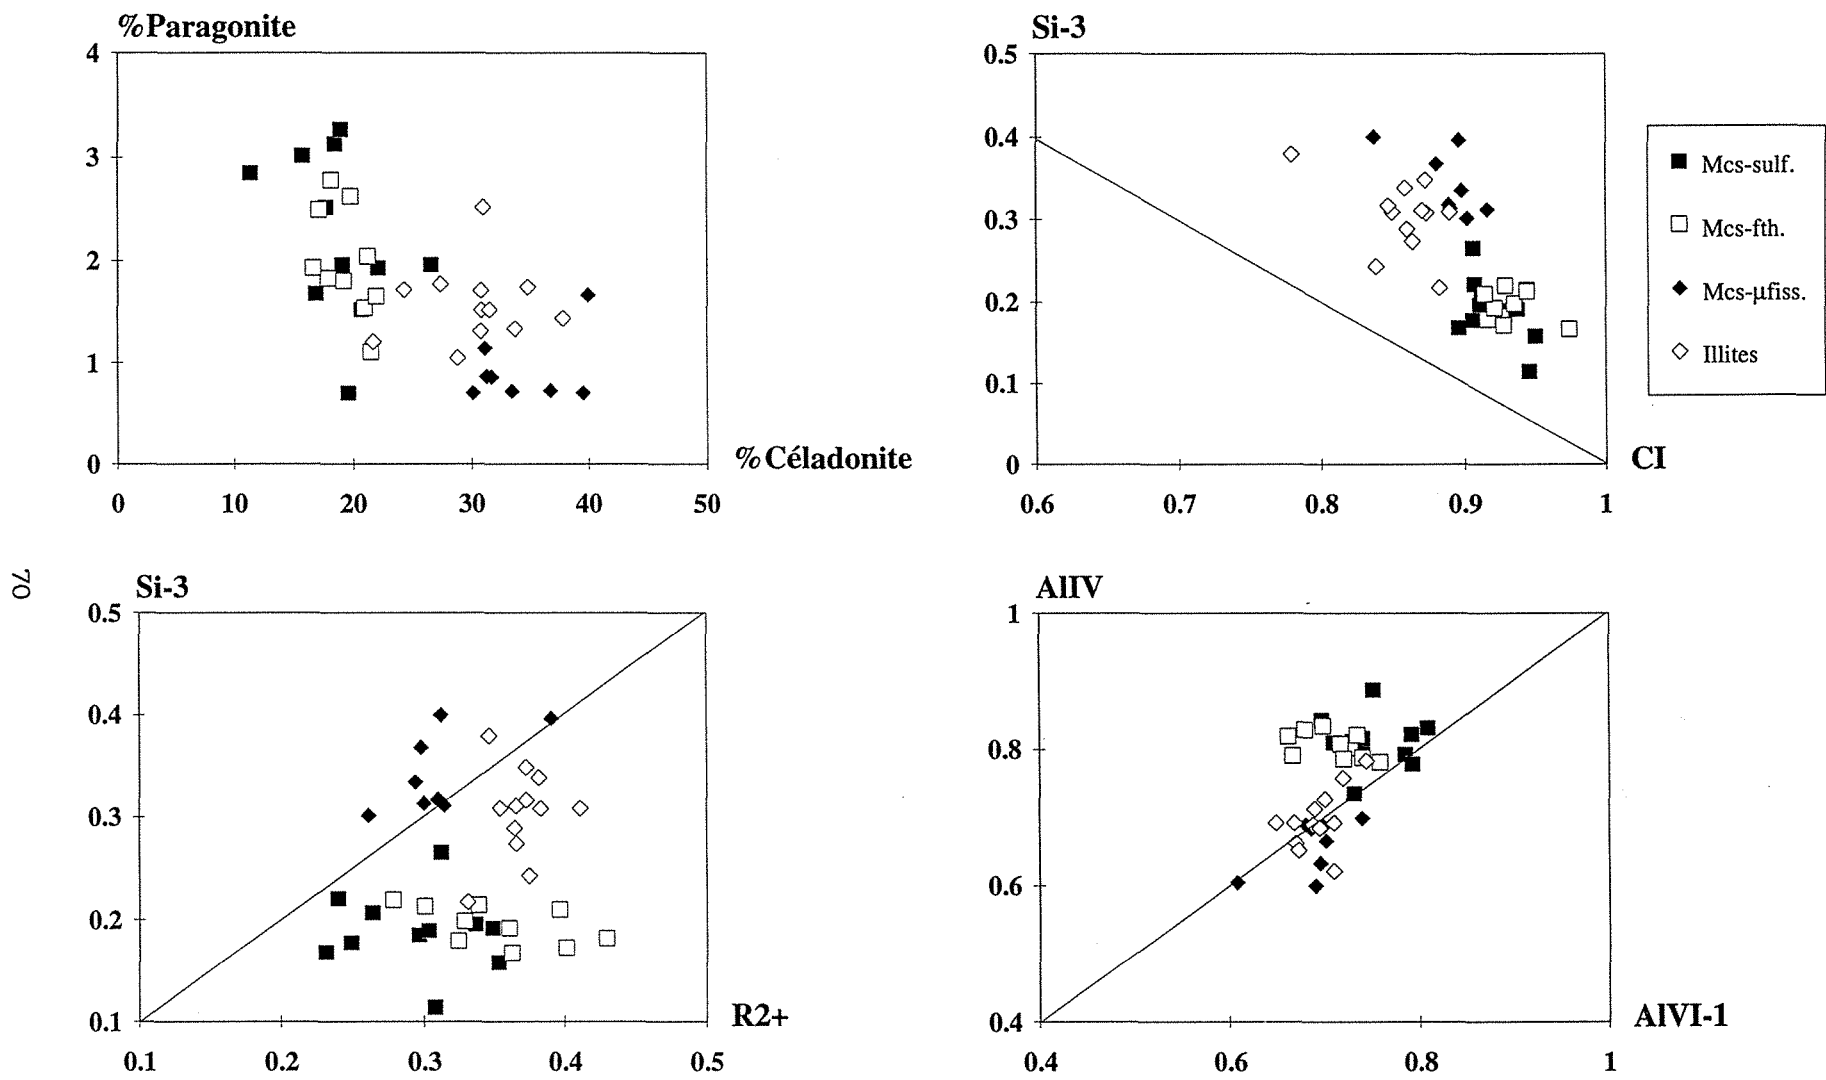 %Paragonite
4
3
2
1
0
0 10 20 30 40 50
%Céladonite
Si-3
0.5
0.4
0.3
0.2
0.1
0
0.6 0.7 0.8 0.9 1
CI
Mcs-sulf.
Mcs-fth.
Mcs-µfiss.
Illites
70
Si-3
0.5
0.4
0.3
0.2
0.1
0.1 0.2 0.3 0.4 0.5
R2+
AlIV
1
0.8
0.6
0.4
0.4 0.6 0.8 1
AlVI-1